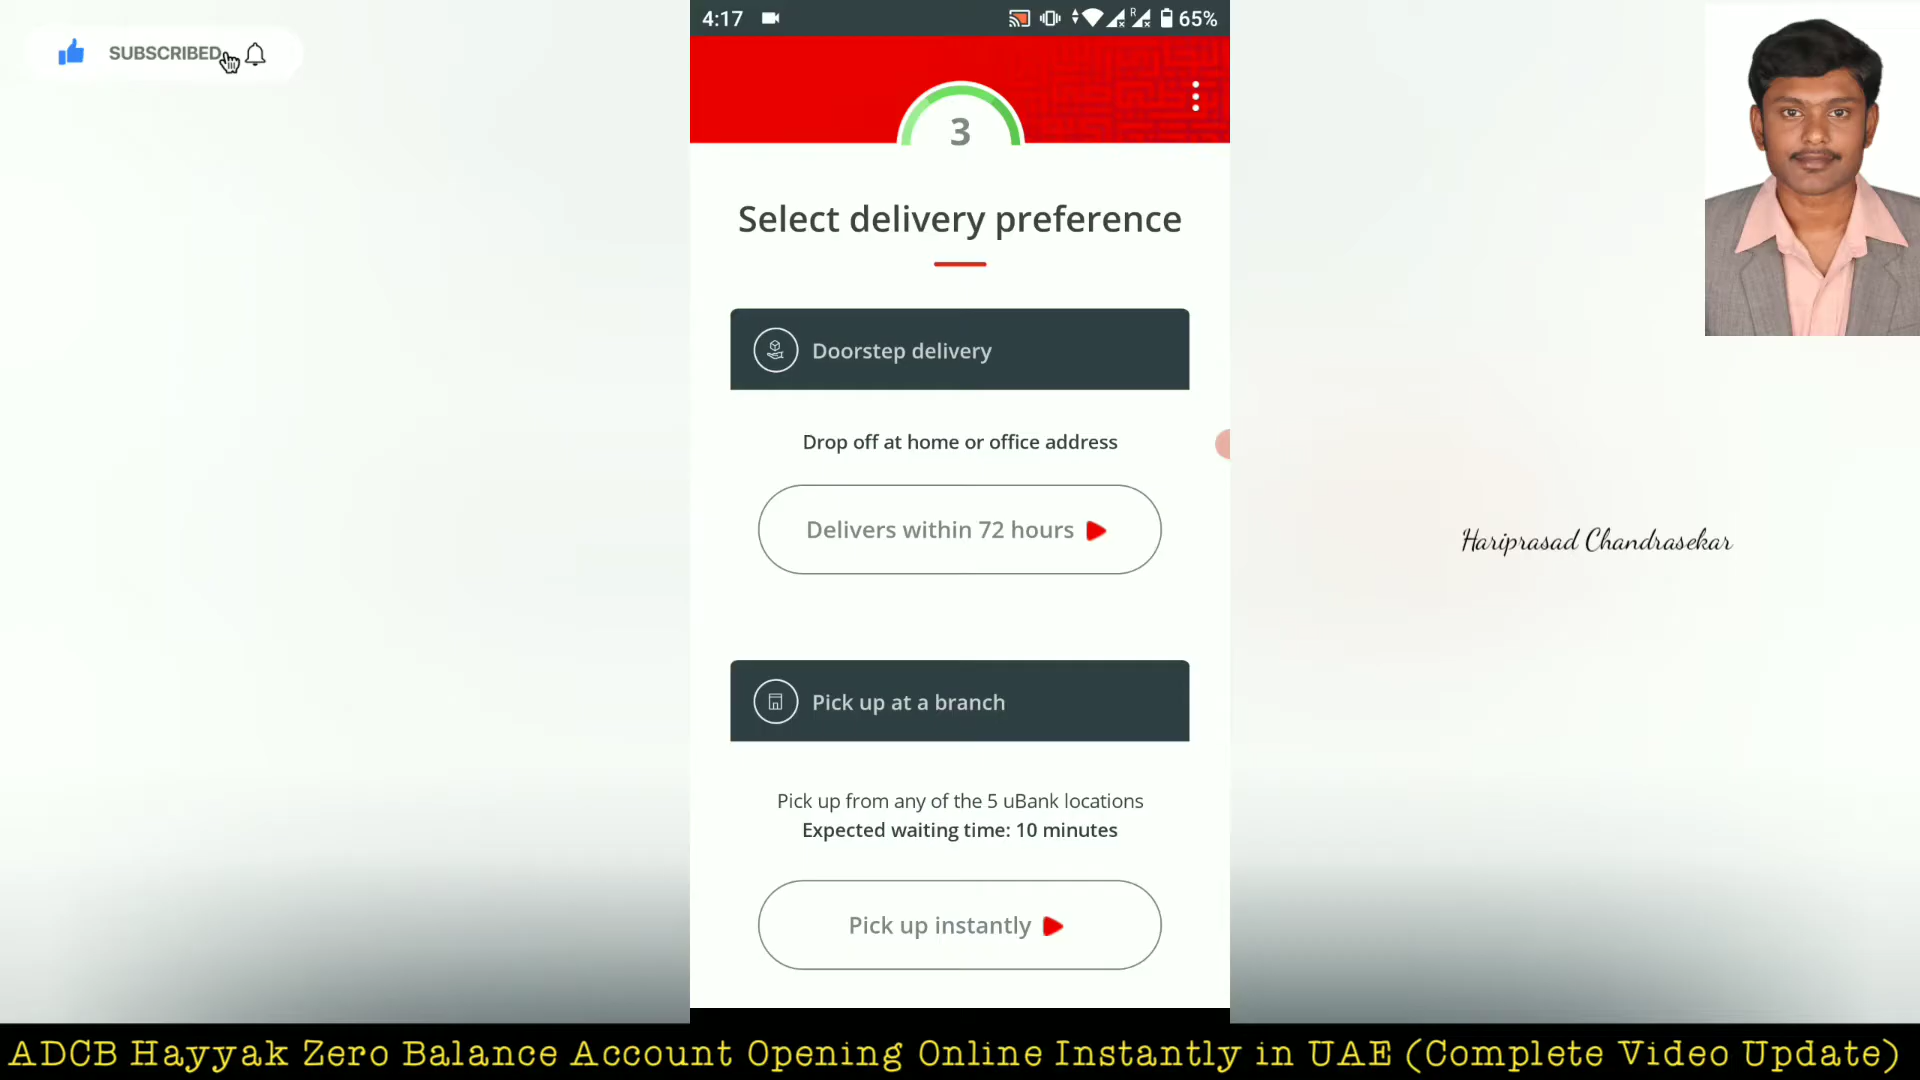 4:17
R
65%
SUBSCRIBED
3
Select delivery preference
Doorstep delivery
Drop off at home or office address
Delivers within 72 hours
Hariprasad Chandrasekar
Pick up at a branch
Pick up from any of the 5 uBank locations
Expected waiting time: 10 minutes
Pick up instantly
ADCB Hayyak Zero Balance Account Opening Online Instantly in UAE (Complete Video Update)